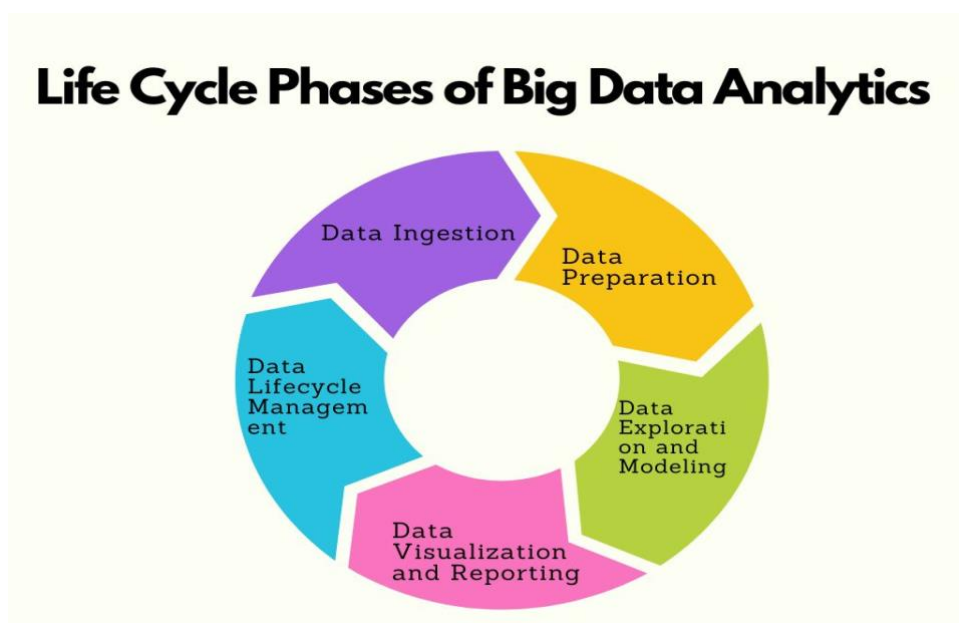 Life Cycle Phases of Big Data Analytics
Data Ingestion
Data
Preparation
Data
Explorati
on and
Modeling
Data
Visualization
and Reporting
Data
Lifecycle
Managem
ent